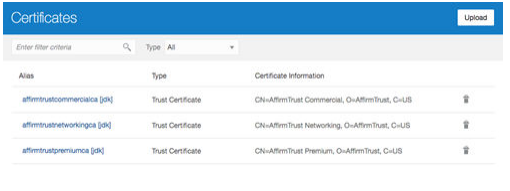 Certificates
Upload
Enter filter criteria
Type All
Alias Type Certificate Information
affirmtrustcommercialca [jdk] Trust Certificate CN=AffirmTrust Commercial, O=AffirmTrust, C=US
affirmtrustnetworkingca [jdk] Trust Certificate CN=AffirmTrust Networking, O=AffirmTrust, C=US
affirmtrustpremiumca [jdk] Trust Certificate CN=AffirmTrust Premium, O=AffirmTrust, C=US